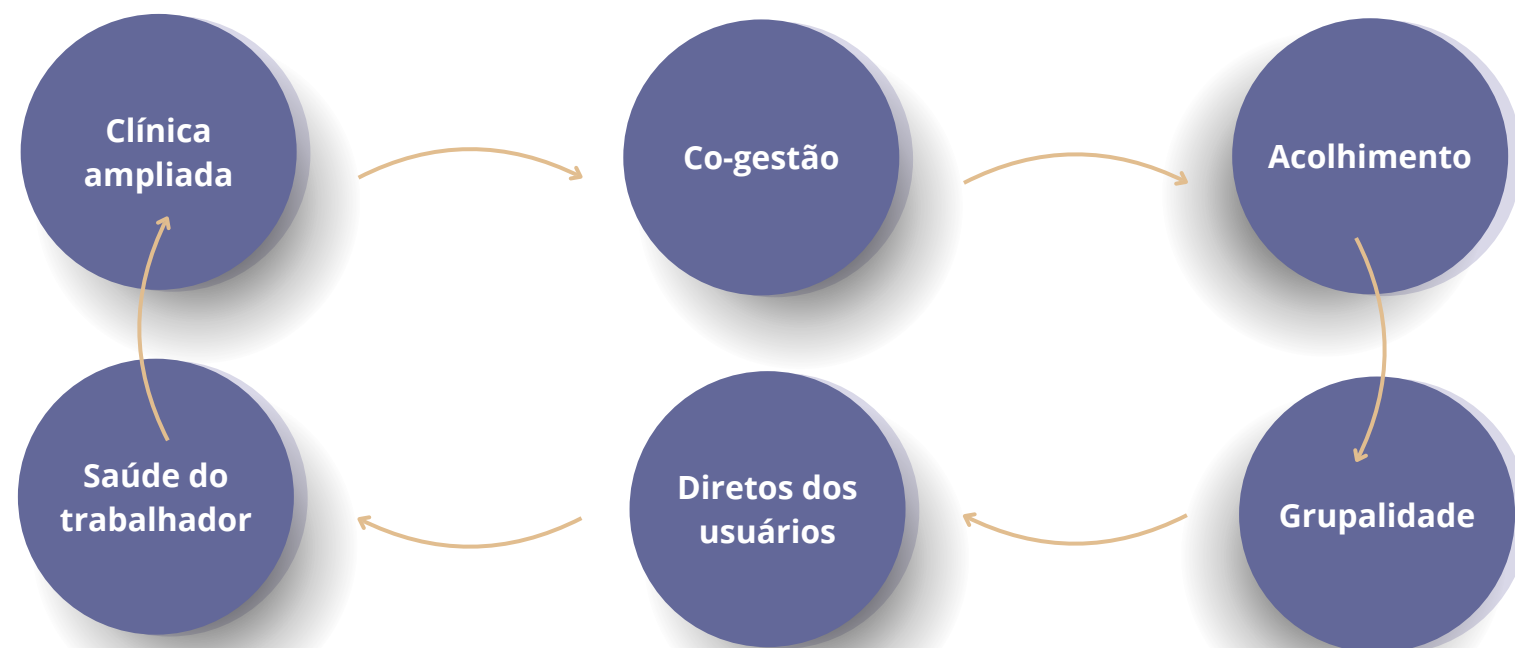 Clínica
ampliada
Co-gestão
Acolhimento
Saúde do
trabalhador
Diretos dos
usuários
Grupalidade